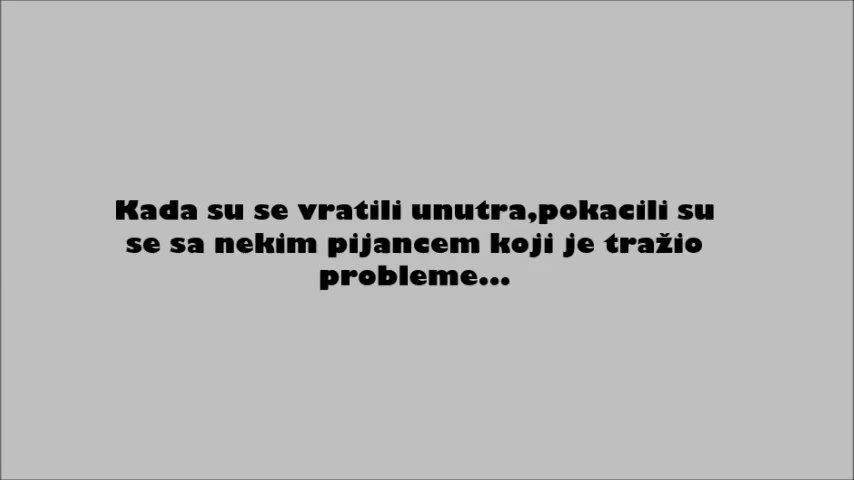 Kada su se vratili unutra,pokacili su
se sa nekim pijancem koji je tražio
probleme...